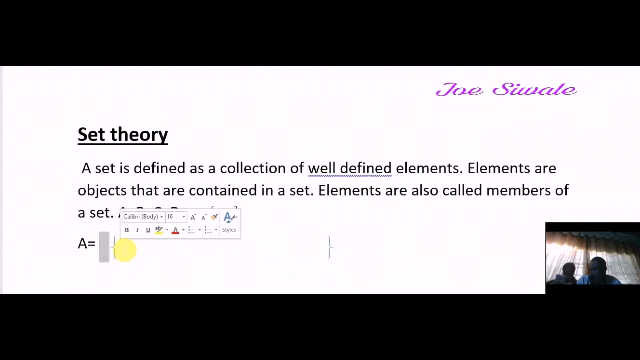 Joe Siwale
Set theory
A set is defined as a collection of well defined elements. Elements are
objects that are contained in a set. Elements are also called members of
a set.
Calibri (Body) 16
B I U Styles
A= { }